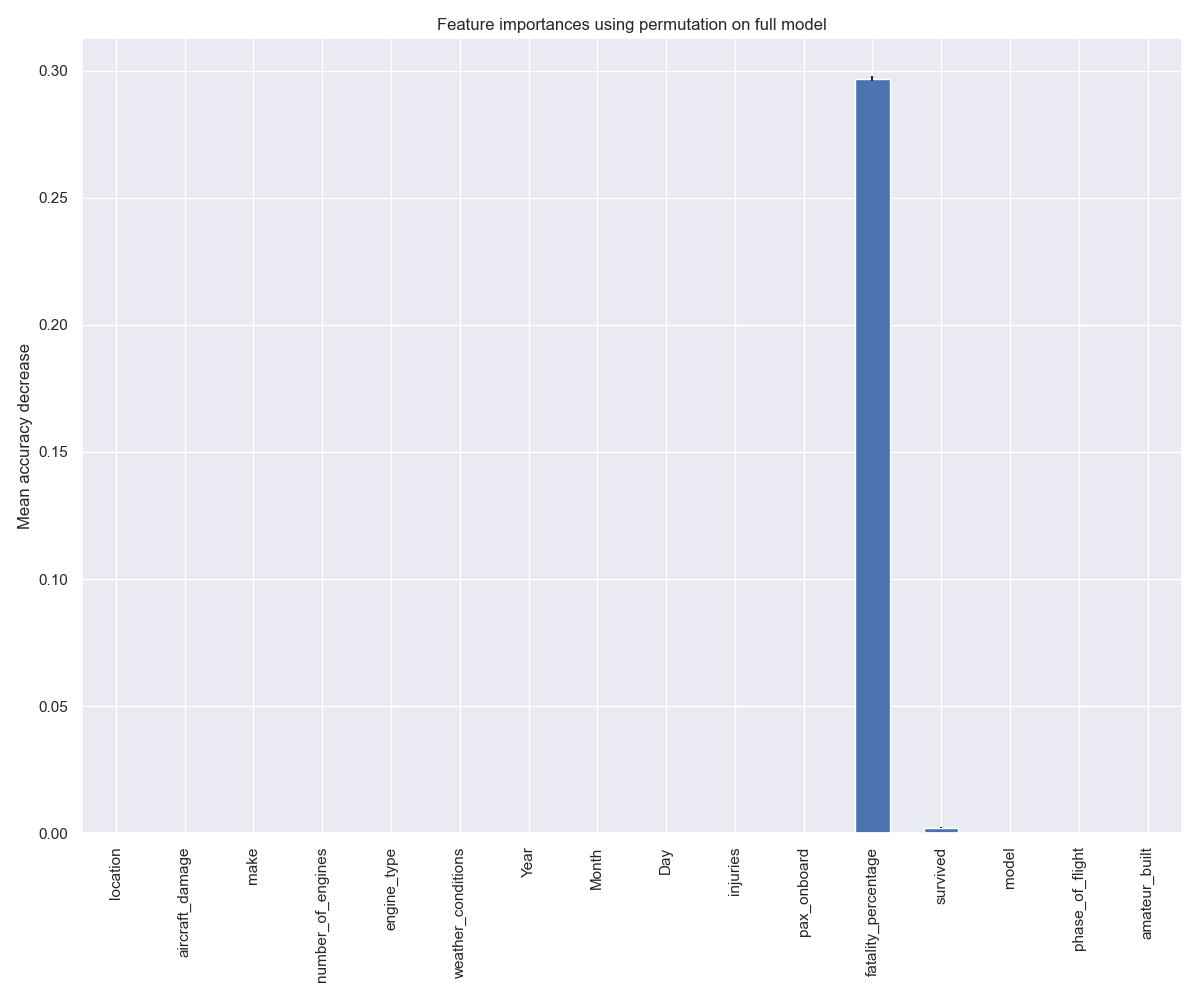 Feature importances using permutation on full model
0.30
0.25
0.20
0.15
0.10
0.05
0.00
Mean accuracy decrease
location
aircraft_damage
make
number_of_engines
engine_type
weather_conditions
Year
Month
Day
injuries
pax_onboard
fatality_percentage
survived
model
phase_of_flight
amateur_built